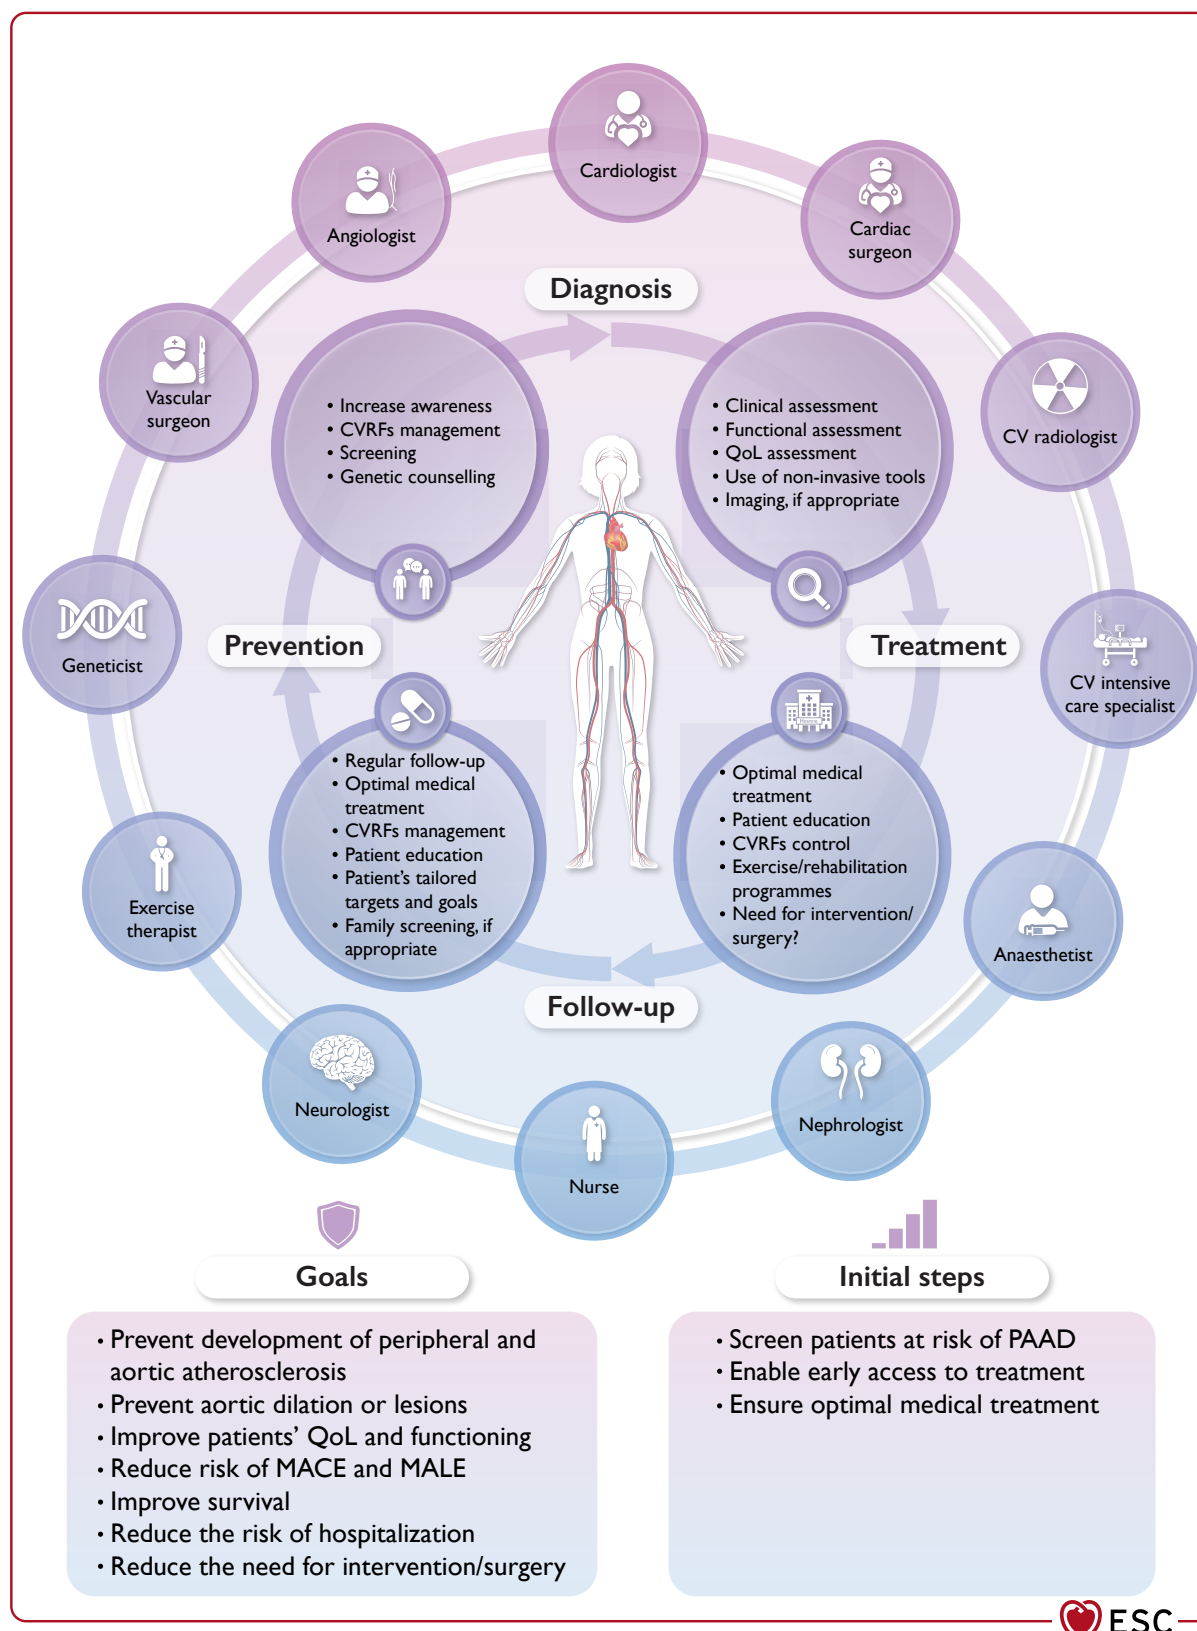 Cardiologist
Angiologist
Cardiac
surgeon
Vascular
surgeon
CV radiologist
Geneticist
CV intensive
care specialist
Exercise
therapist
Anaesthetist
Neurologist
Nephrologist
Nurse
Diagnosis
• Increase awareness
• CVRFs management
• Screening
• Genetic counselling
• Clinical assessment
• Functional assessment
• QoL assessment
• Use of non-invasive tools
• Imaging, if appropriate
Prevention
Treatment
• Regular follow-up
• Optimal medical
treatment
• CVRFs management
• Patient education
• Patient’s tailored
targets and goals
• Family screening, if
appropriate
• Optimal medical
treatment
• Patient education
• CVRFs control
• Exercise/rehabilitation
programmes
• Need for intervention/
surgery?
Follow-up
Goals
• Prevent development of peripheral and
aortic atherosclerosis
• Prevent aortic dilation or lesions
• Improve patients’ QoL and functioning
• Reduce risk of MACE and MALE
• Improve survival
• Reduce the risk of hospitalization
• Reduce the need for intervention/surgery
Initial steps
• Screen patients at risk of PAAD
• Enable early access to treatment
• Ensure optimal medical treatment
ESC